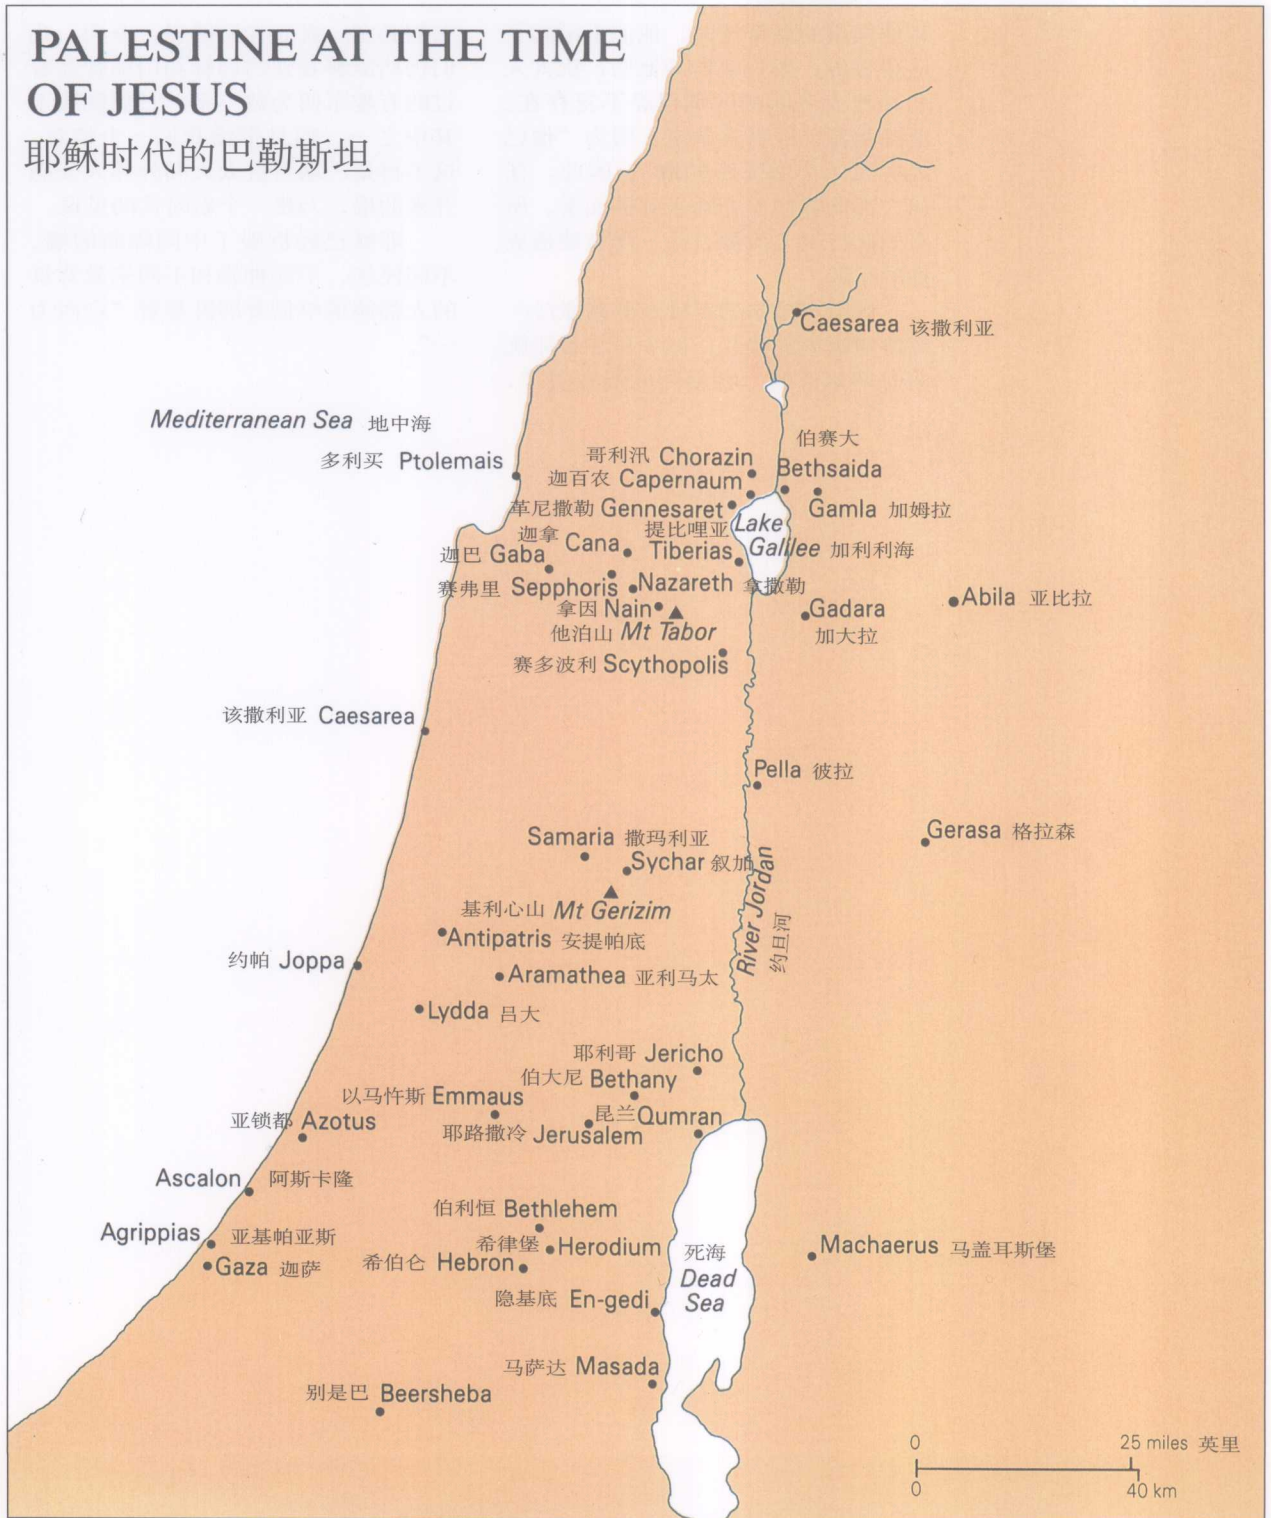 PALESTINE AT THE TIME
OF JESUS
耶稣时代的巴勒斯坦
Caesarea 该撒利亚
Mediterranean Sea 地中海
多利买 Ptolemais
哥利汛 Chorazin
伯赛大
Bethsaida
迦百农 Capernaum
革尼撒勒 Gennesaret
Gamla 加姆拉
迦拿 Cana
提比哩亚
Tiberias
Lake
Galilee 加利利海
迦巴 Gaba
赛弗里 Sepphoris
Nazareth 拿撒勒
拿因 Nain
他泊山 Mt Tabor
Gadara
加大拉
Abila 亚比拉
赛多波利 Scythopolis
该撒利亚 Caesarea
Pella 彼拉
Samaria 撒玛利亚
Sychar 叙加
Gerasa 格拉森
基利心山 Mt Gerizim
River Jordan
约旦河
Antipatris 安提帕底
约帕 Joppa
Aramathea 亚利马太
Lydda 吕大
耶利哥 Jericho
伯大尼 Bethany
以马忤斯 Emmaus
昆兰 Qumran
亚锁都 Azotus
耶路撒冷 Jerusalem
Ascalon 阿斯卡隆
伯利恒 Bethlehem
Agrippias 亚基帕亚斯
希律堡 Herodium
Gaza 迦萨
希伯仑 Hebron
死海
Dead
Sea
Machaerus 马盖耳斯堡
隐基底 En-gedi
马萨达 Masada
别是巴 Beersheba
0 25 miles 英里
0 40 km